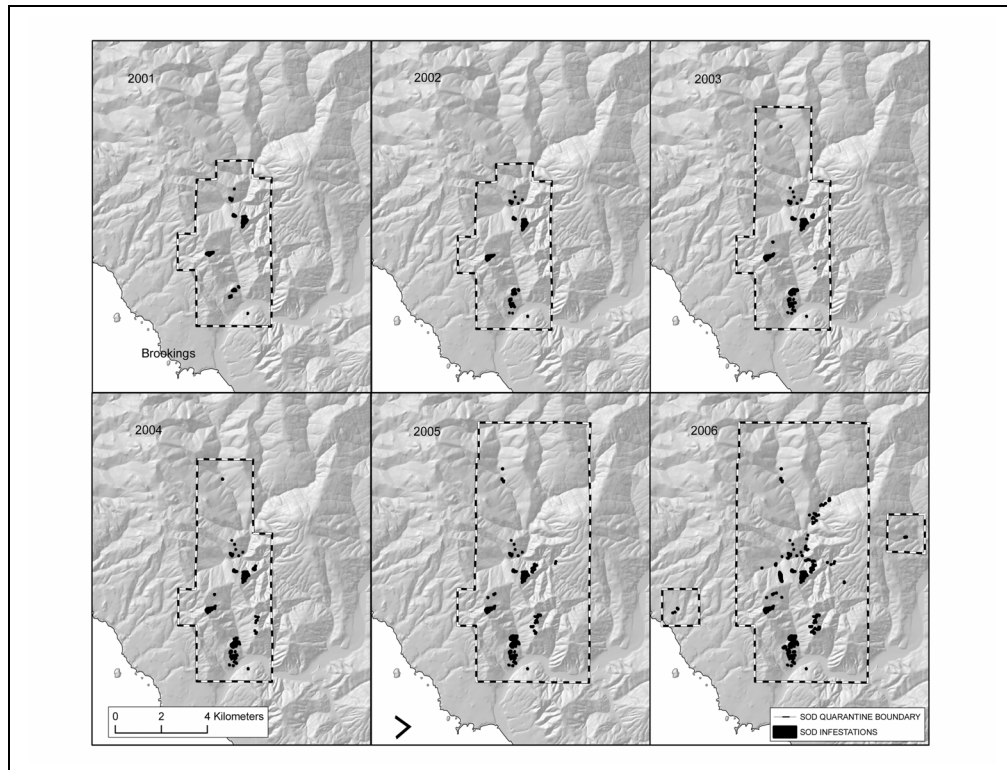 2001
2002
2003
Brookings
2004
2005
2006
0 2 4 Kilometers
SOD QUARANTINE BOUNDARY
SOD INFESTATIONS